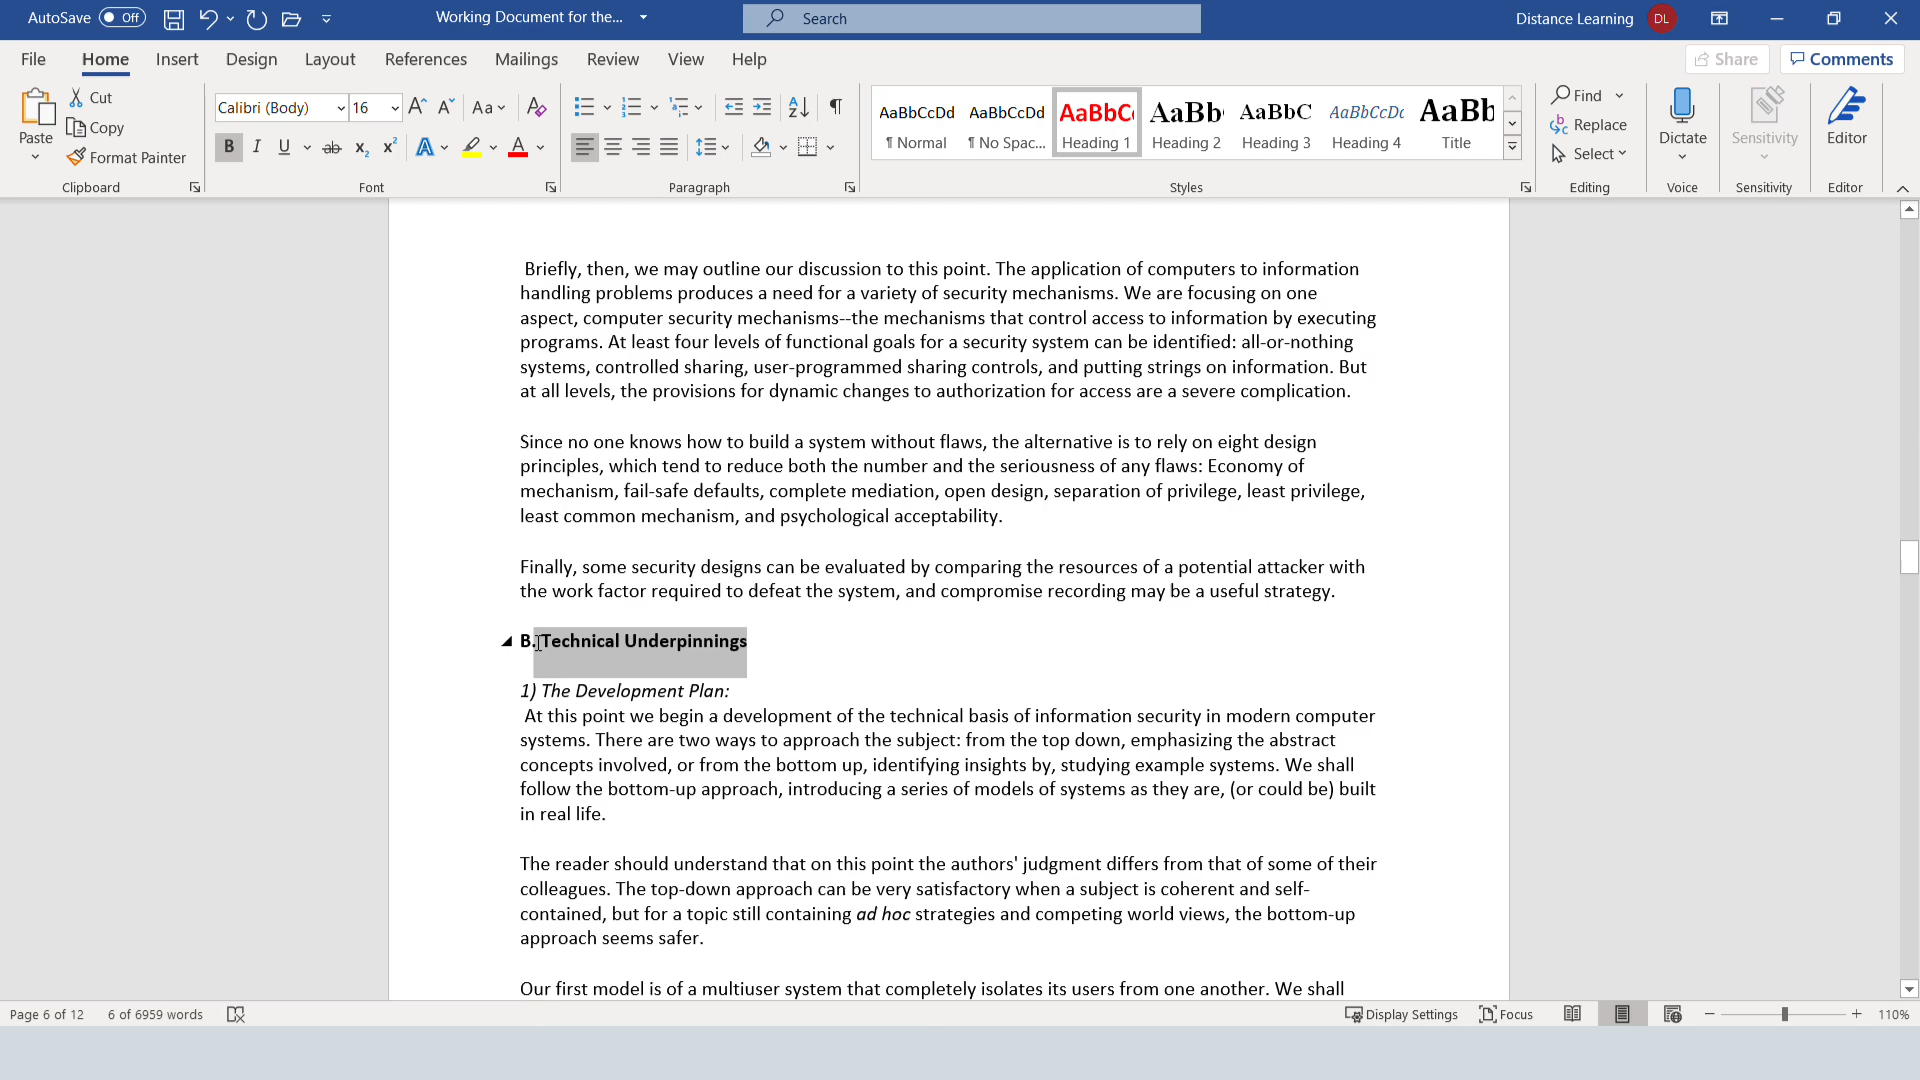 AutoSave Off Working Document for the... Search Distance Learning DL
File Home Insert Design Layout References Mailings Review View Help Share Comments
Paste Cut Copy Format Painter
Calibri (Body) 16 Aa
AaBbCcDd AaBbCcDd AaBbCc AaBb AaBbC AaBbCcDc AaBb
¶ Normal ¶ No Spac... Heading 1 Heading 2 Heading 3 Heading 4 Title
Find Replace Select
Dictate Sensitivity Editor
Clipboard Font Paragraph Styles Editing Voice Sensitivity Editor
Briefly, then, we may outline our discussion to this point. The application of computers to information
handling problems produces a need for a variety of security mechanisms. We are focusing on one
aspect, computer security mechanisms--the mechanisms that control access to information by executing
programs. At least four levels of functional goals for a security system can be identified: all-or-nothing
systems, controlled sharing, user-programmed sharing controls, and putting strings on information. But
at all levels, the provisions for dynamic changes to authorization for access are a severe complication.
Since no one knows how to build a system without flaws, the alternative is to rely on eight design
principles, which tend to reduce both the number and the seriousness of any flaws: Economy of
mechanism, fail-safe defaults, complete mediation, open design, separation of privilege, least privilege,
least common mechanism, and psychological acceptability.
Finally, some security designs can be evaluated by comparing the resources of a potential attacker with
the work factor required to defeat the system, and compromise recording may be a useful strategy.
B. Technical Underpinnings
1) The Development Plan:
At this point we begin a development of the technical basis of information security in modern computer
systems. There are two ways to approach the subject: from the top down, emphasizing the abstract
concepts involved, or from the bottom up, identifying insights by, studying example systems. We shall
follow the bottom-up approach, introducing a series of models of systems as they are, (or could be) built
in real life.
The reader should understand that on this point the authors' judgment differs from that of some of their
colleagues. The top-down approach can be very satisfactory when a subject is coherent and self-
contained, but for a topic still containing ad hoc strategies and competing world views, the bottom-up
approach seems safer.
Our first model is of a multiuser system that completely isolates its users from one another. We shall
Page 6 of 12 6 of 6959 words Display Settings Focus 110%